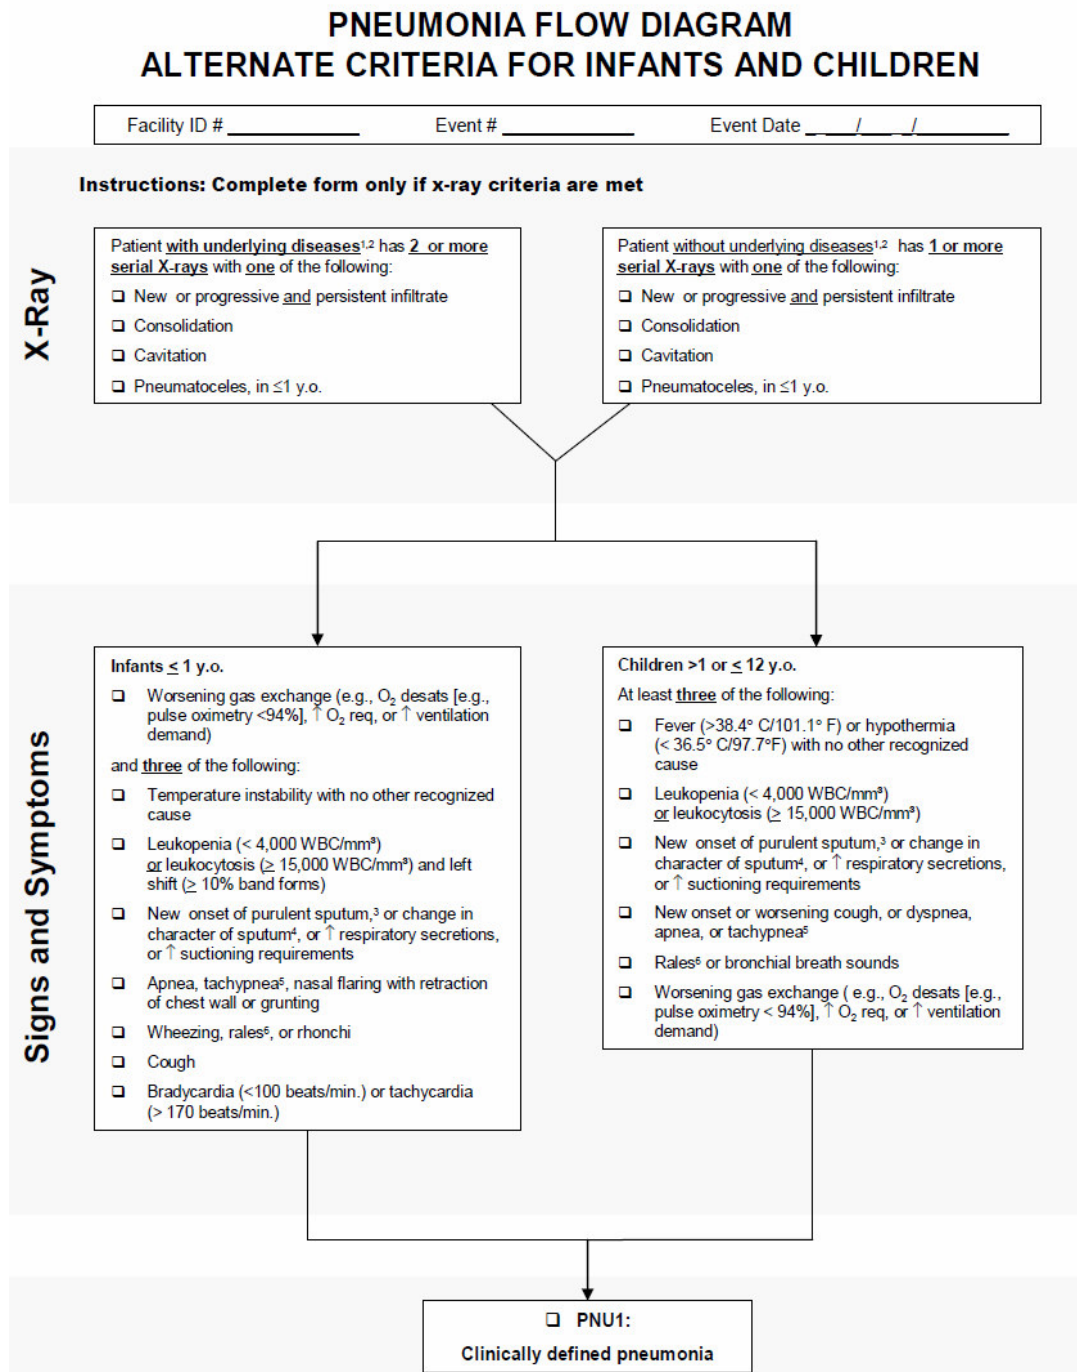 PNEUMONIA FLOW DIAGRAM
ALTERNATE CRITERIA FOR INFANTS AND CHILDREN
Facility ID # ____________ Event # ____________ Event Date _ ___/___ _/_________
Instructions: Complete form only if x-ray criteria are met
X-Ray
Patient with underlying diseases¹,² has 2 or more
serial X-rays with one of the following:
❑ New or progressive and persistent infiltrate
❑ Consolidation
❑ Cavitation
❑ Pneumatoceles, in ≤1 y.o.
Patient without underlying diseases¹,² has 1 or more
serial X-rays with one of the following:
❑ New or progressive and persistent infiltrate
❑ Consolidation
❑ Cavitation
❑ Pneumatoceles, in ≤1 y.o.
Signs and Symptoms
Infants ≤ 1 y.o.
❑ Worsening gas exchange (e.g., O₂ desats [e.g.,
pulse oximetry <94%], ↑ O₂ req, or ↑ ventilation
demand)
and three of the following:
❑ Temperature instability with no other recognized
cause
❑ Leukopenia (< 4,000 WBC/mm³)
or leukocytosis (≥ 15,000 WBC/mm³) and left
shift (≥ 10% band forms)
❑ New onset of purulent sputum,³ or change in
character of sputum⁴, or ↑ respiratory secretions,
or ↑ suctioning requirements
❑ Apnea, tachypnea⁵, nasal flaring with retraction
of chest wall or grunting
❑ Wheezing, rales⁶, or rhonchi
❑ Cough
❑ Bradycardia (<100 beats/min.) or tachycardia
(> 170 beats/min.)
Children >1 or ≤ 12 y.o.
At least three of the following:
❑ Fever (>38.4° C/101.1° F) or hypothermia
(< 36.5° C/97.7°F) with no other recognized
cause
❑ Leukopenia (< 4,000 WBC/mm³)
or leukocytosis (≥ 15,000 WBC/mm³)
❑ New onset of purulent sputum,³ or change in
character of sputum⁴, or ↑ respiratory secretions,
or ↑ suctioning requirements
❑ New onset or worsening cough, or dyspnea,
apnea, or tachypnea⁵
❑ Rales⁶ or bronchial breath sounds
❑ Worsening gas exchange ( e.g., O₂ desats [e.g.,
pulse oximetry < 94%], ↑ O₂ req, or ↑ ventilation
demand)
❑ PNU1:
Clinically defined pneumonia